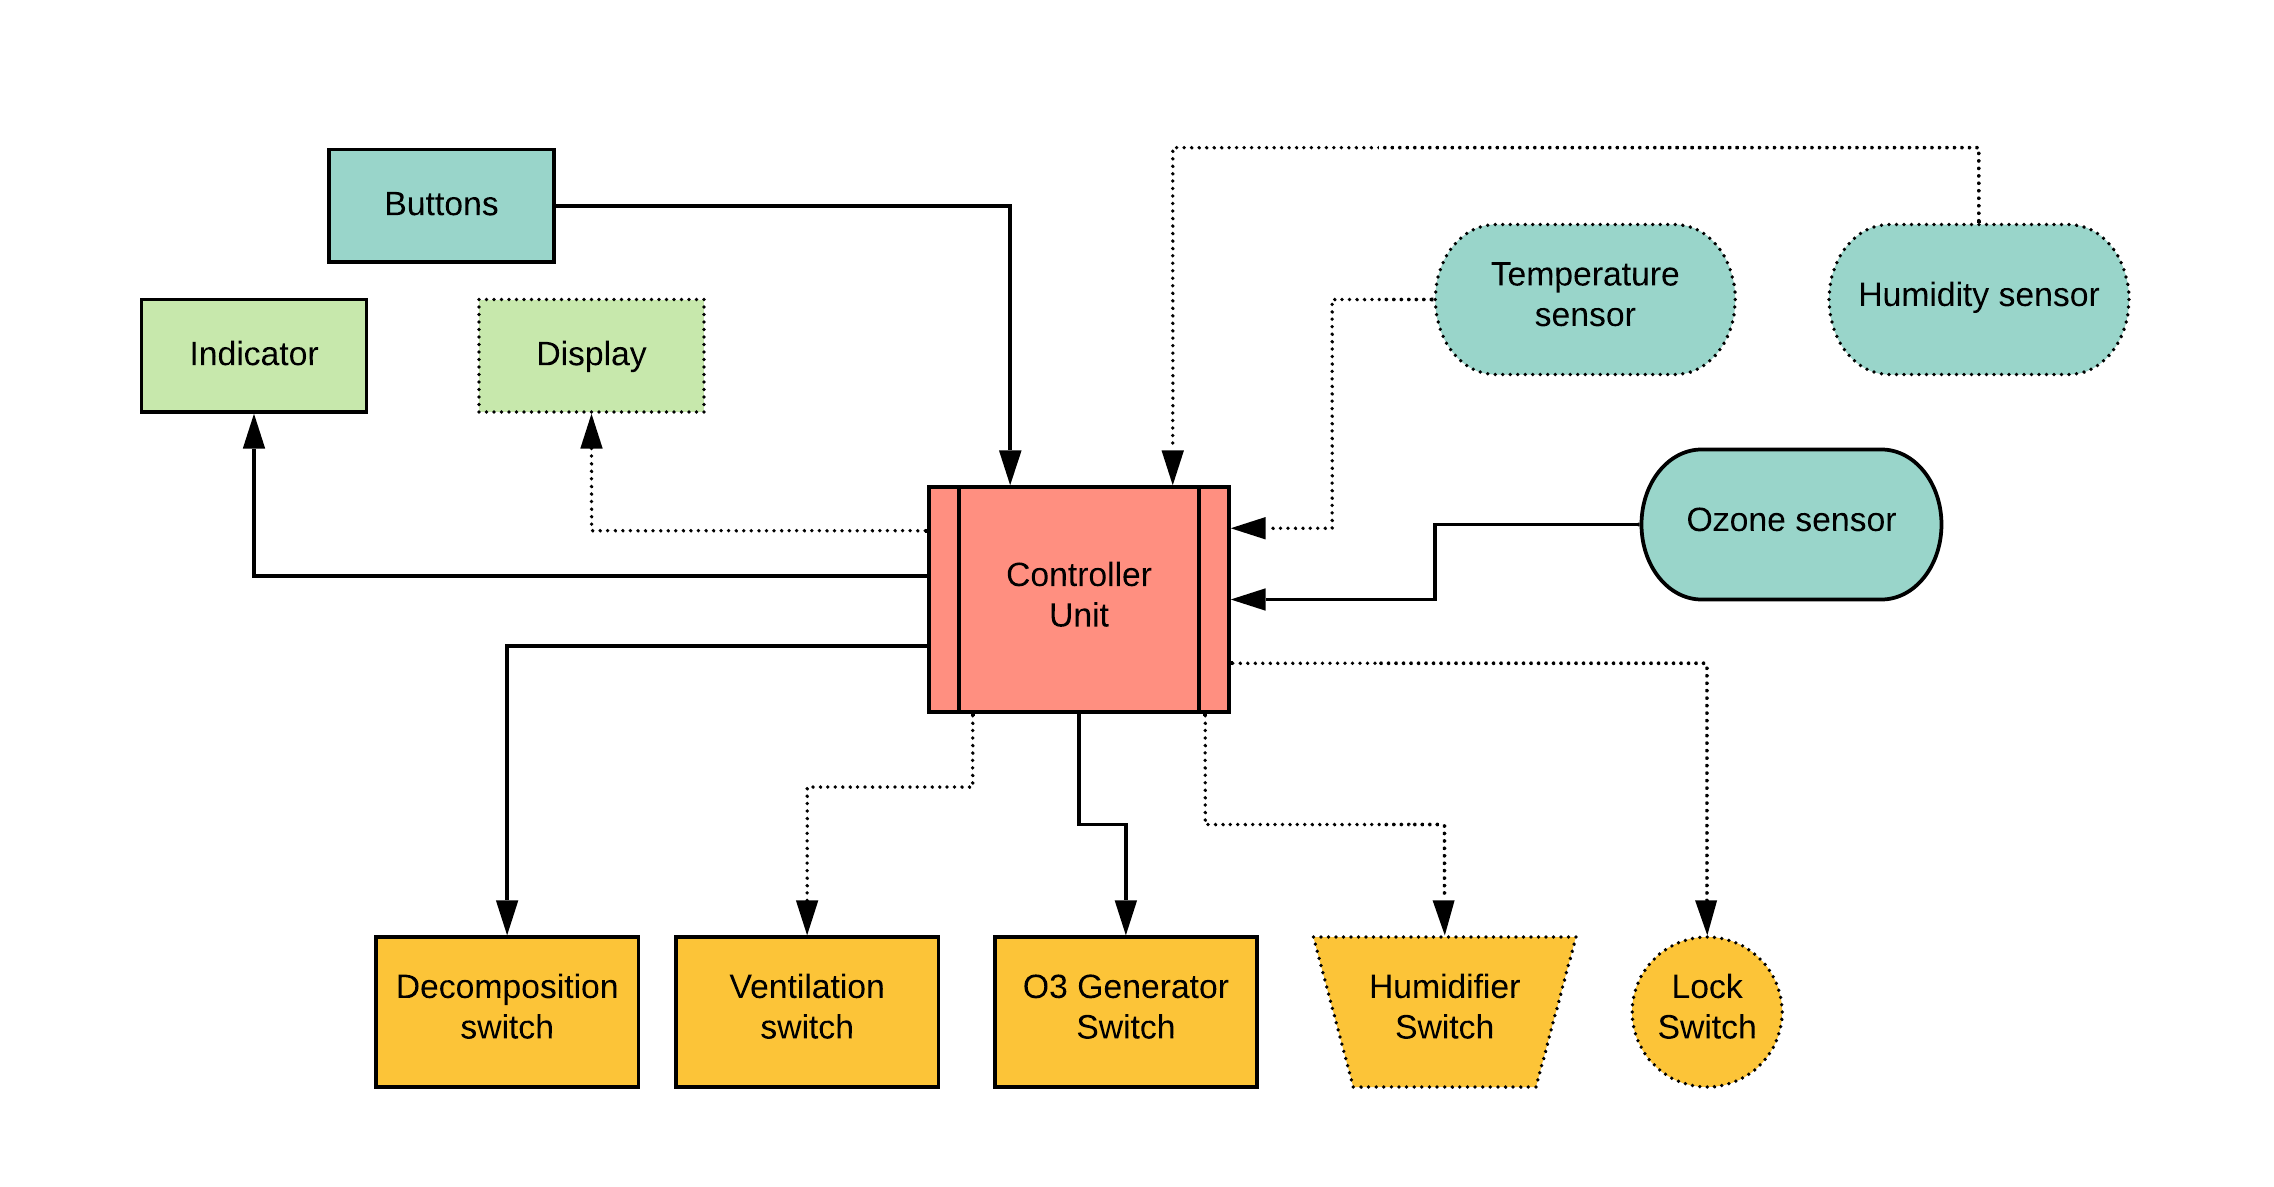 Buttons
Indicator
Display
Temperature
sensor
Humidity sensor
Ozone sensor
Controller
Unit
Decomposition
switch
Ventilation
switch
O3 Generator
Switch
Humidifier
Switch
Lock
Switch